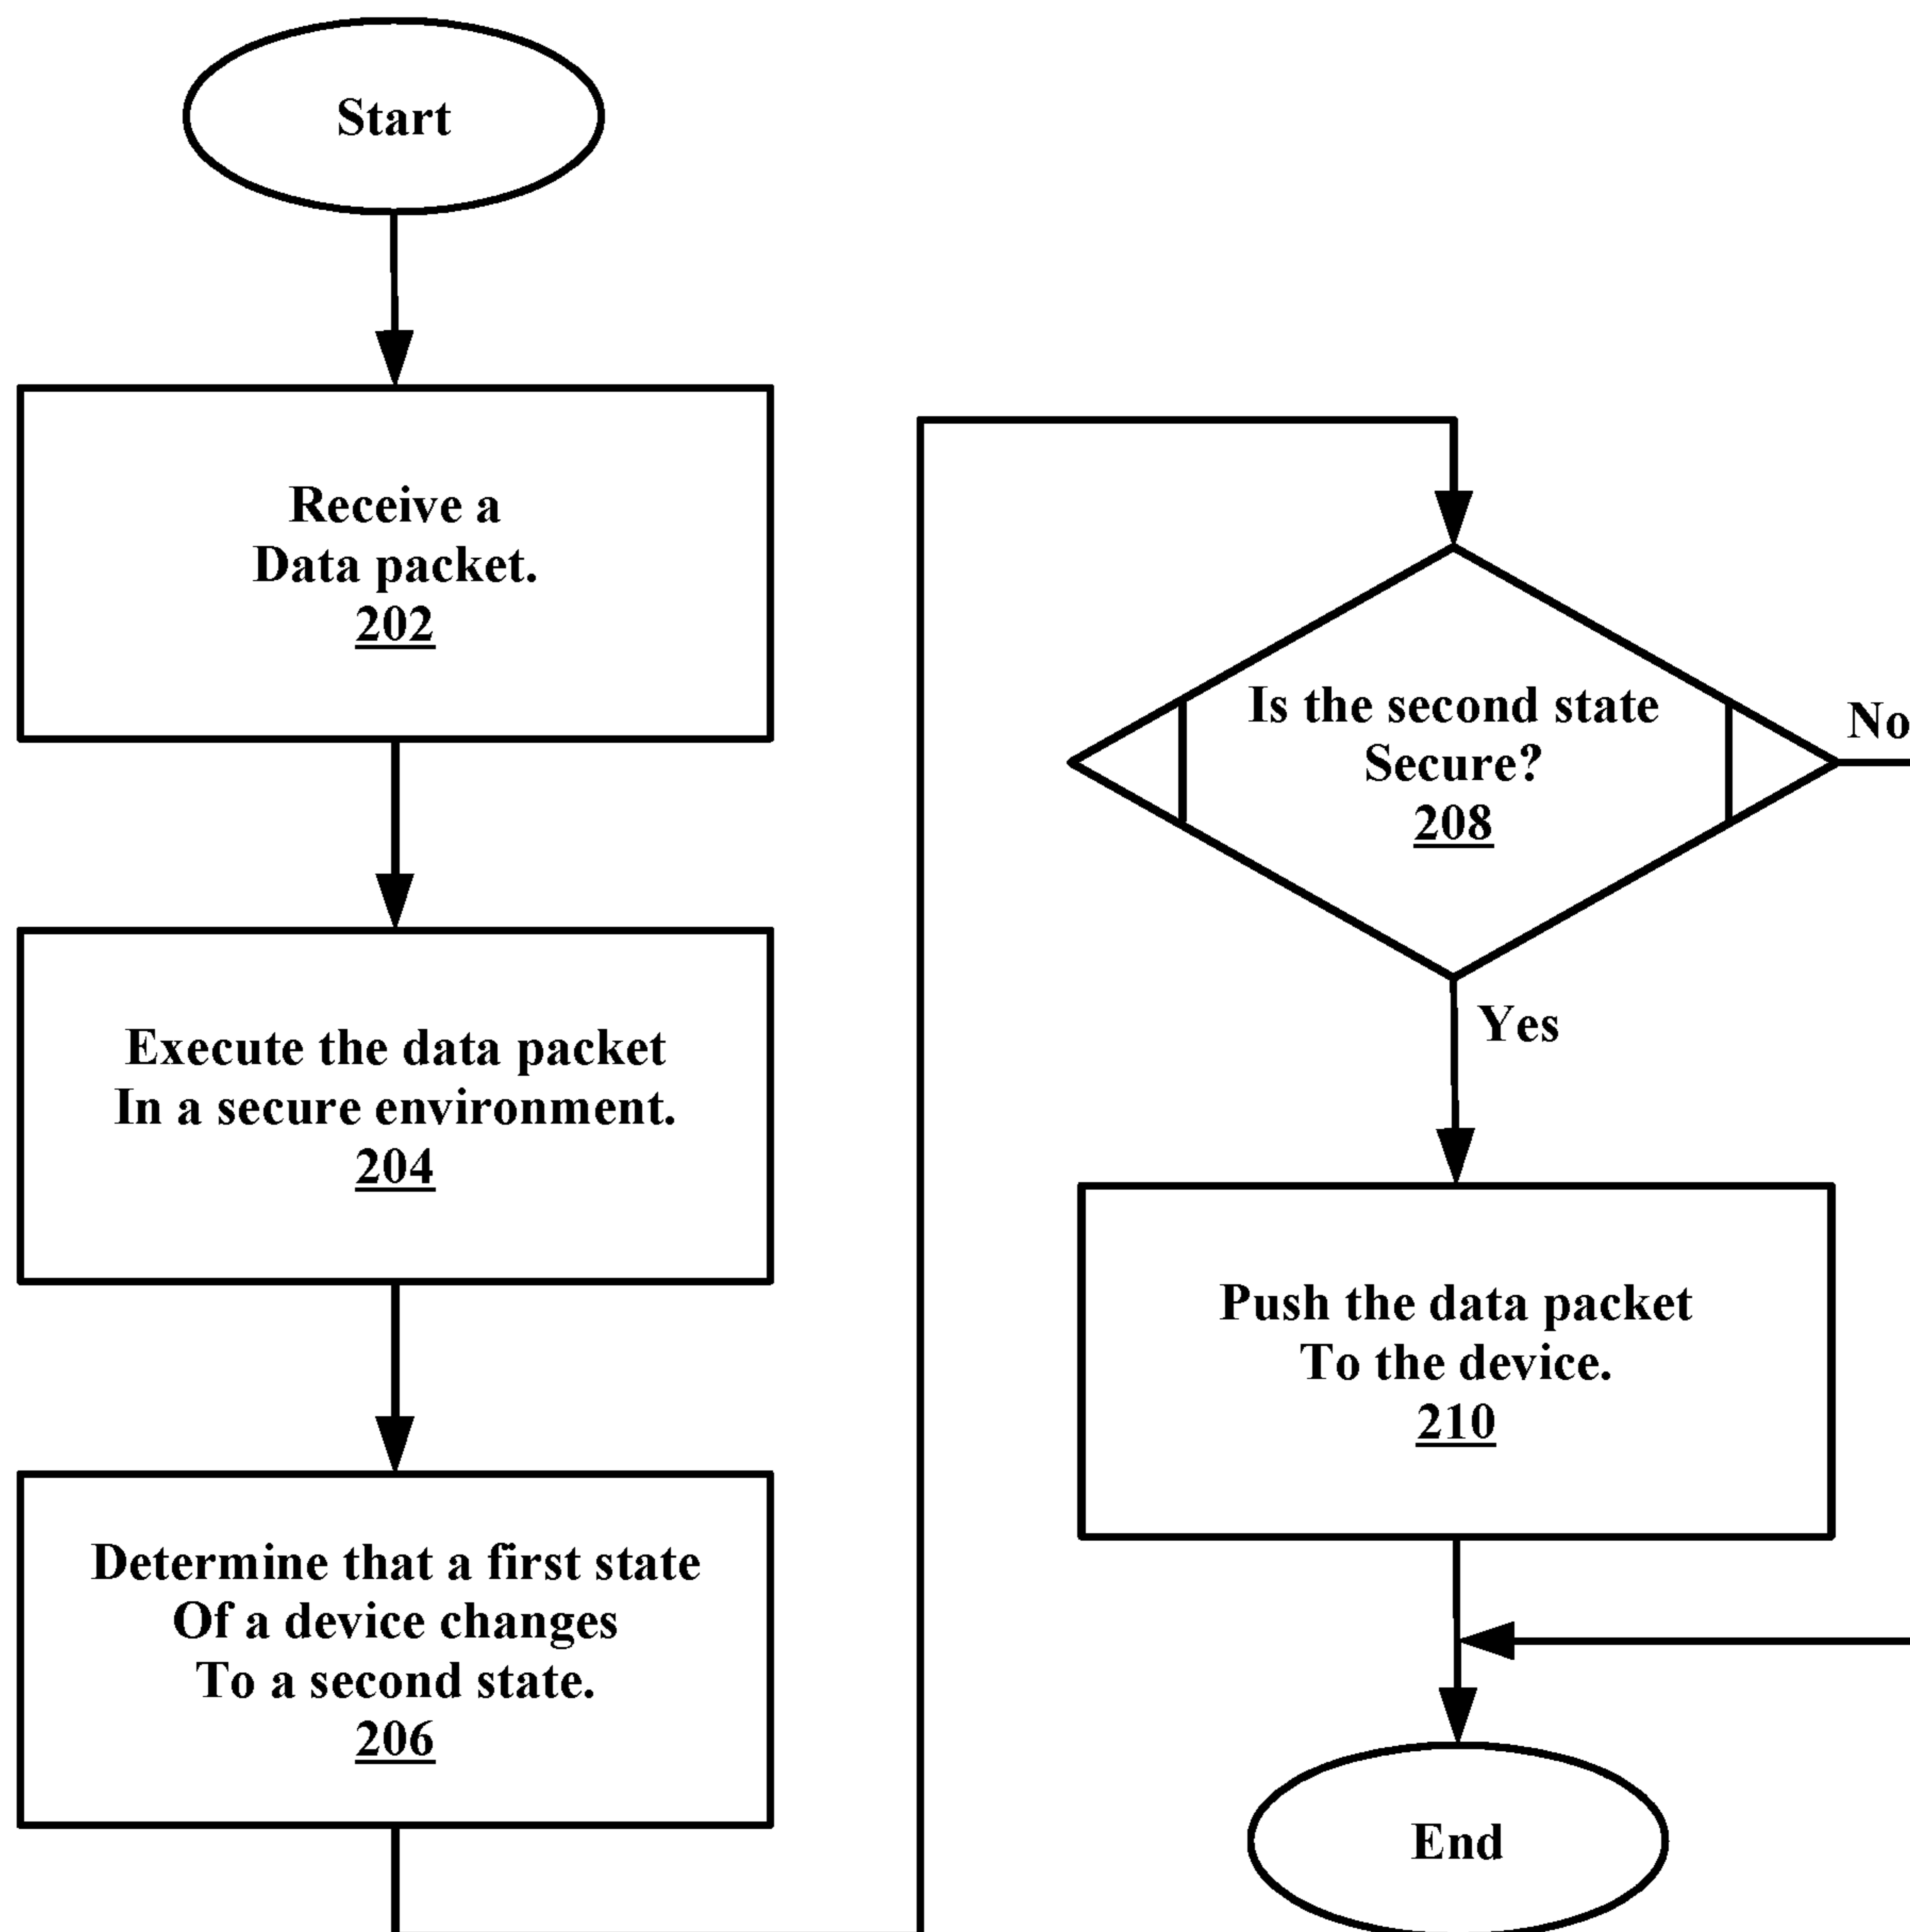 Start
Receive a
Data packet.
202
Execute the data packet
In a secure environment.
204
Determine that a first state
Of a device changes
To a second state.
206
Is the second state
Secure?
208
No
Yes
Push the data packet
To the device.
210
End